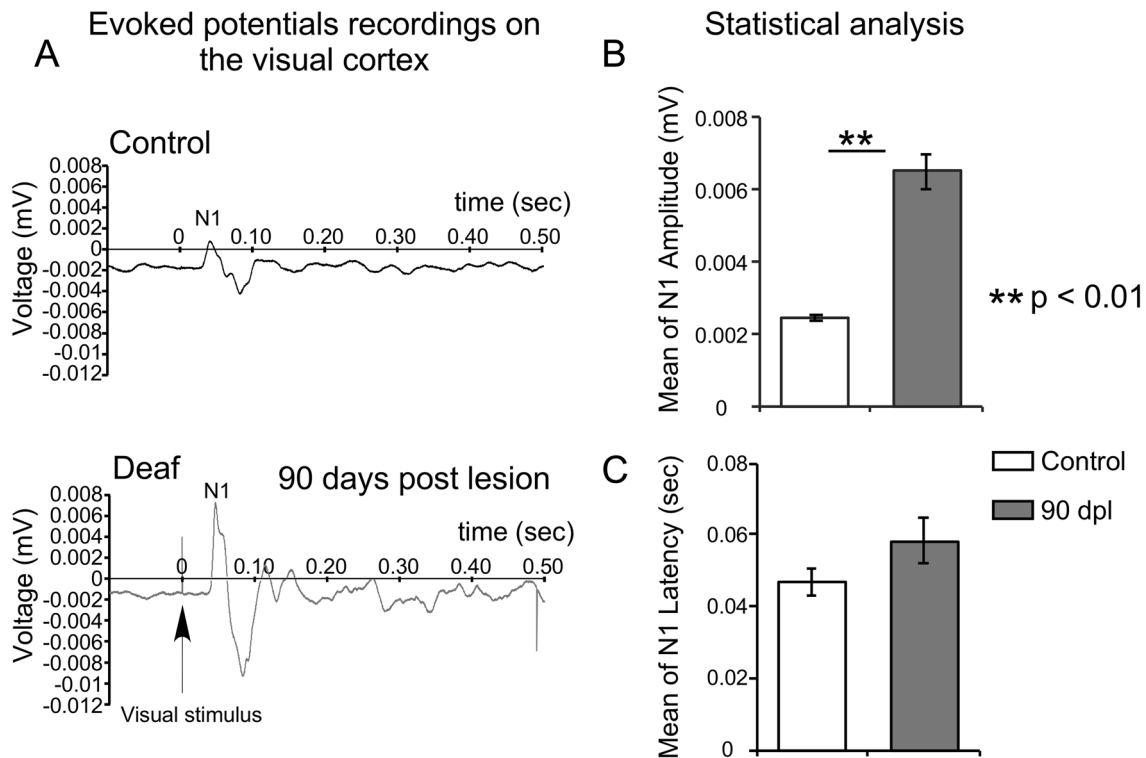 A
Evoked potentials recordings on
the visual cortex
Control
Voltage (mV)
0.008
0.006
0.004
0.002
0
-0.002
-0.004
-0.006
-0.008
-0.01
-0.012
N1
time (sec)
0 0.10 0.20 0.30 0.40 0.50
Deaf
90 days post lesion
Voltage (mV)
0.008
0.006
0.004
0.002
0
-0.002
-0.004
-0.006
-0.008
-0.01
-0.012
N1
time (sec)
0 0.10 0.20 0.30 0.40 0.50
Visual stimulus
Statistical analysis
B
Mean of N1 Amplitude (mV)
0.008
0.006
0.004
0.002
0
**
** p < 0.01
C
Mean of N1 Latency (sec)
0.08
0.06
0.04
0.02
0
Control
90 dpl